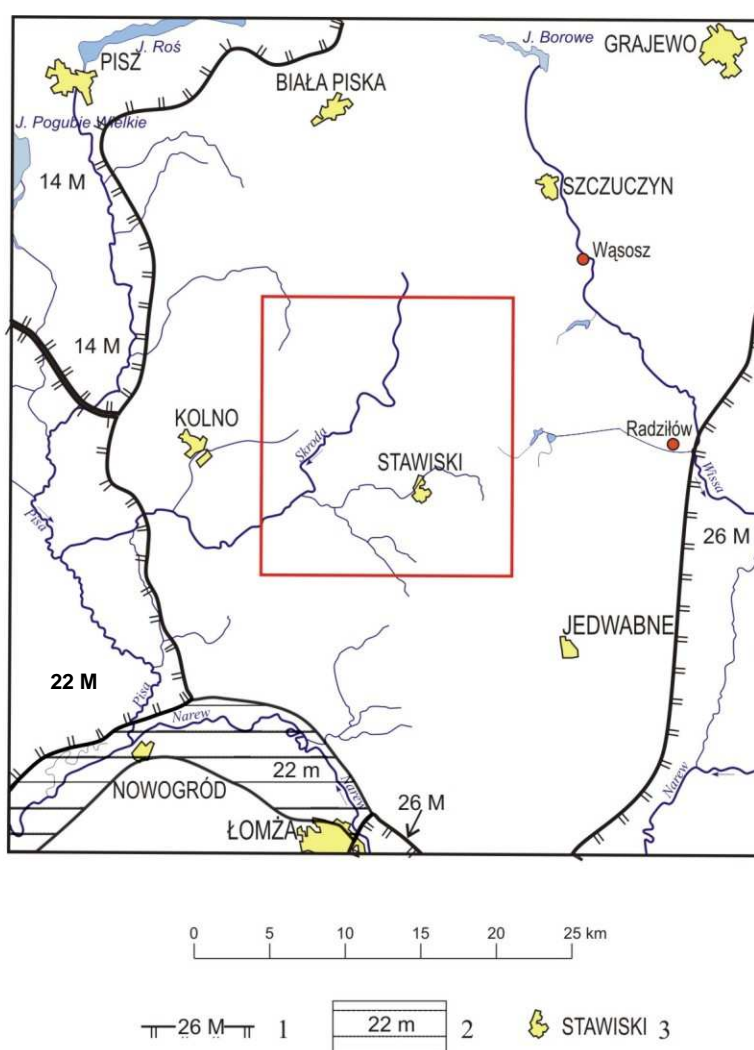 J. Roś
PISZ
J. Borowe
GRAJEWO
BIAŁA PISKA
J. Pogubie Wielkie
14 M
SZCZUCZYN
Wąsosz
14 M
KOLNO
Skroda
Radziłów
STAWISKI
Wissa
Pisa
26 M
JEDWABNE
22 M
Pisa
Narew
22 m
Narew
Narew
NOWOGRÓD
26 M
ŁOMŻA
0 5 10 15 20 25 km
26 M 1 22 m 2 STAWISKI 3